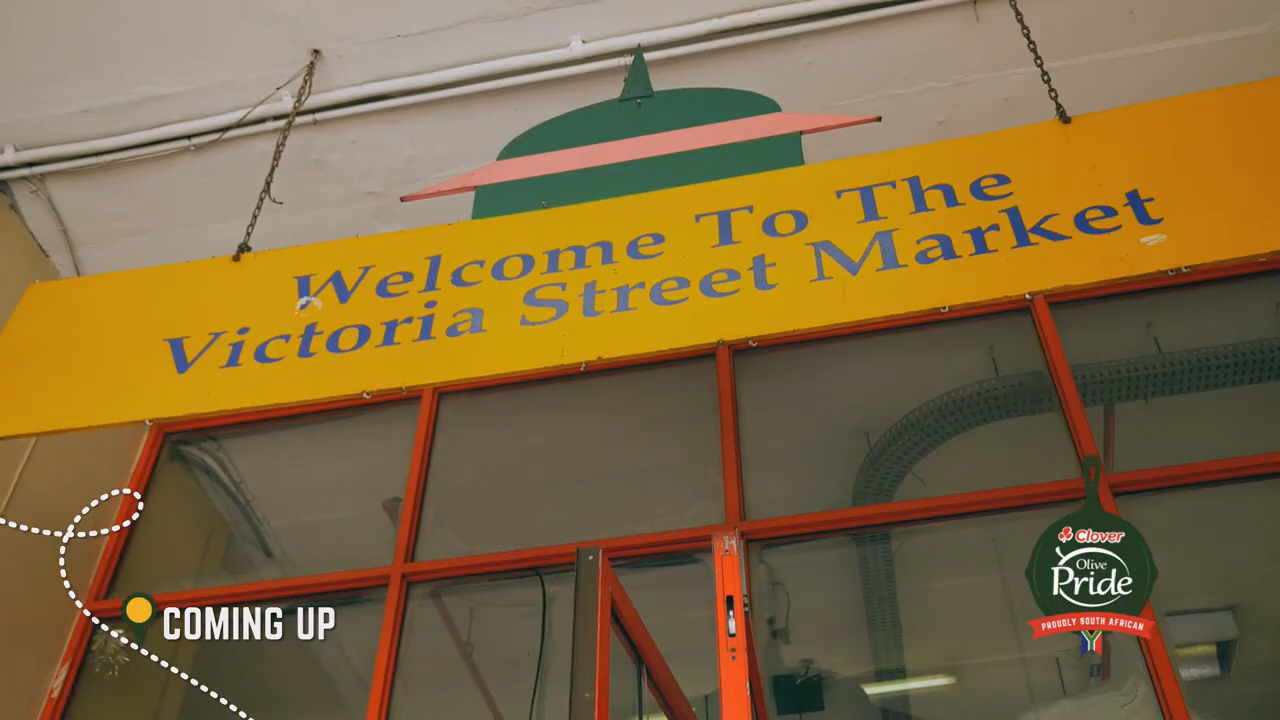 Welcome To The
Victoria Street Market
COMING UP
Clover
Olive
Pride
PROUDLY SOUTH AFRICAN